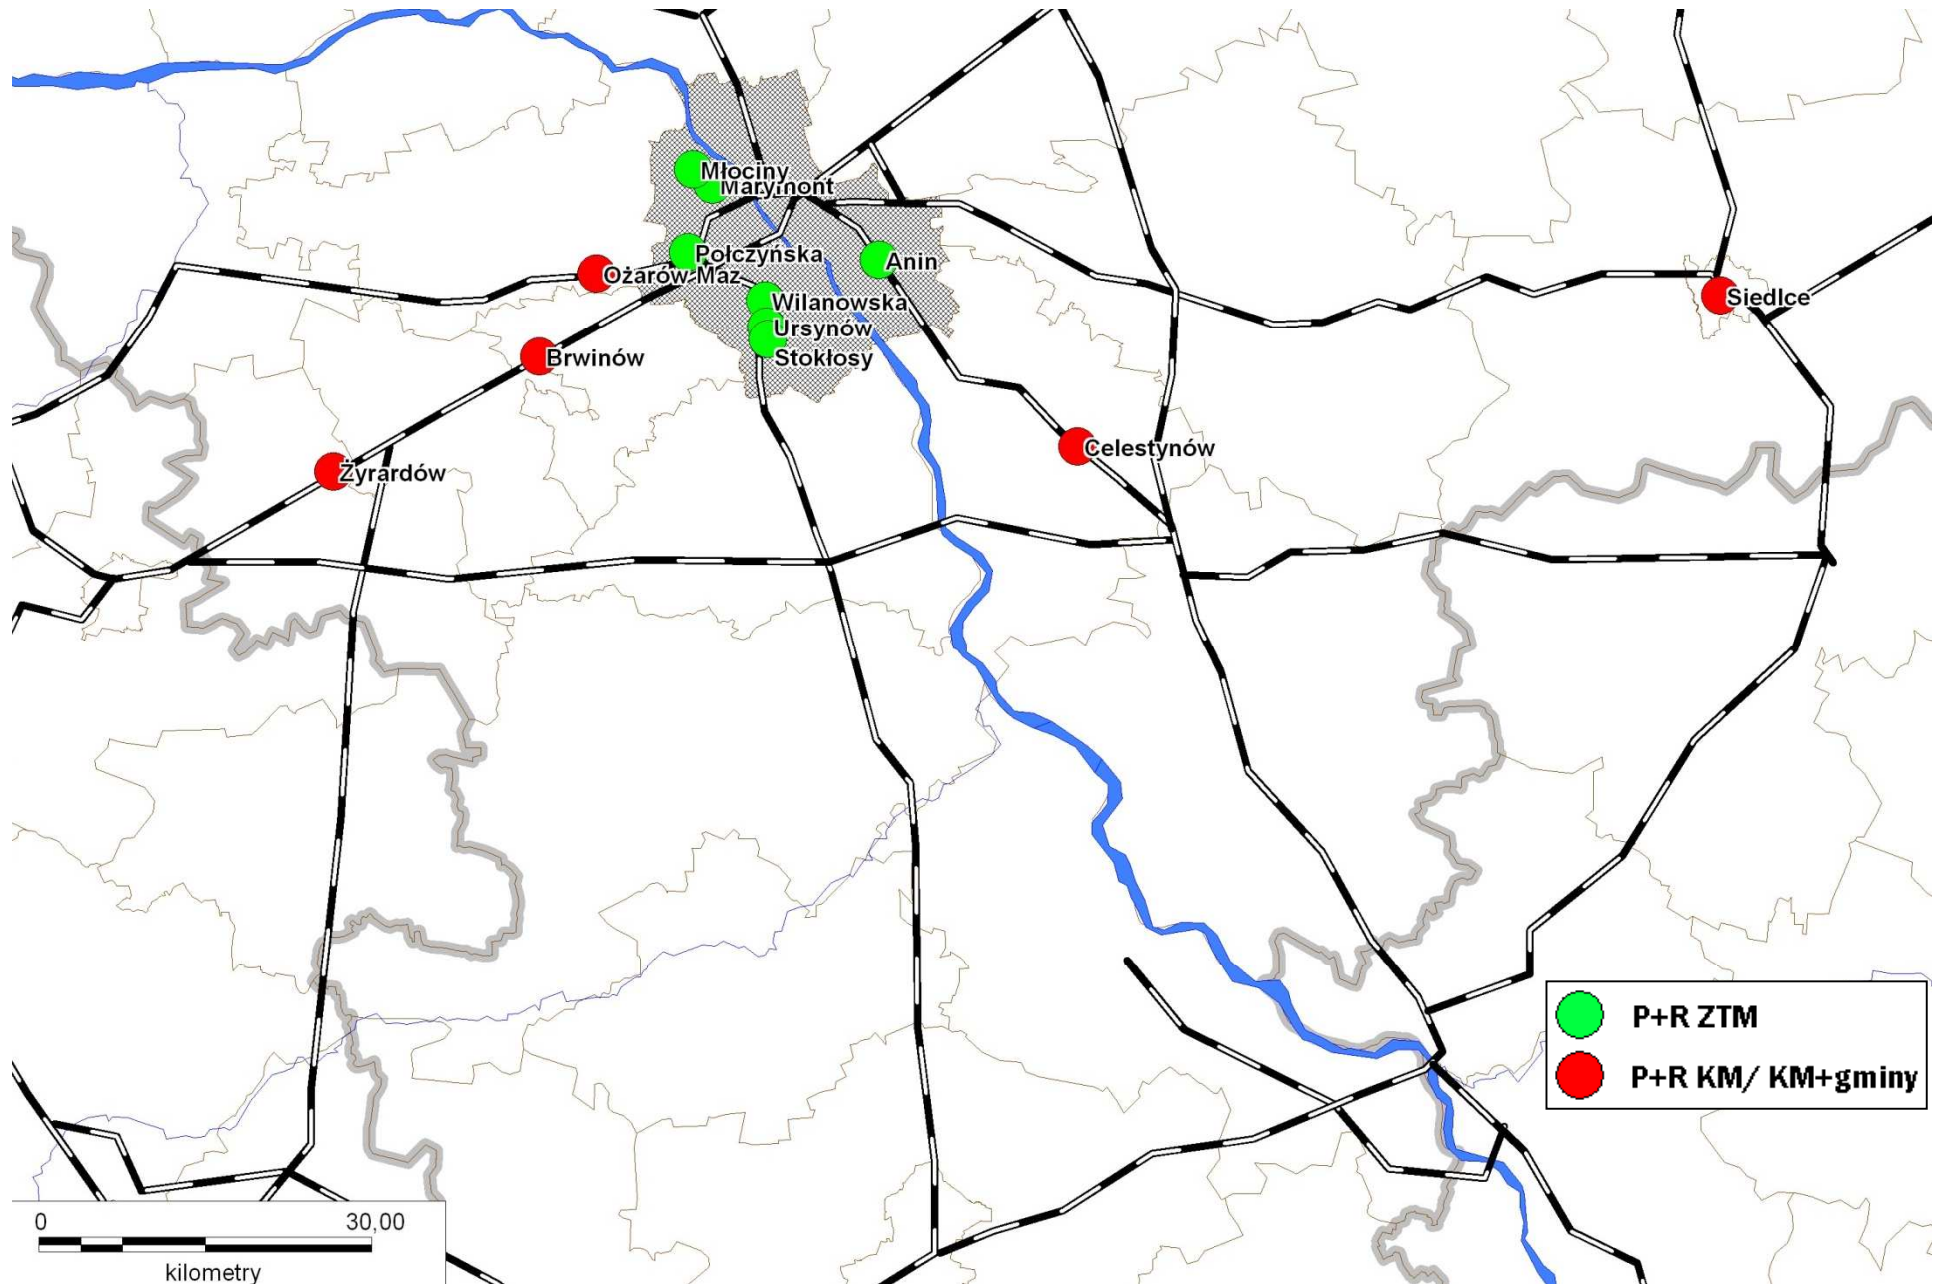 Młociny
Marymont
Połczyńska
Anin
Ożarów Maz
Siedlce
Wilanowska
Ursynów
Stokłosy
Brwinów
Celestynów
Żyrardów
P+R ZTM
P+R KM/ KM+gminy
0 30,00
kilometry